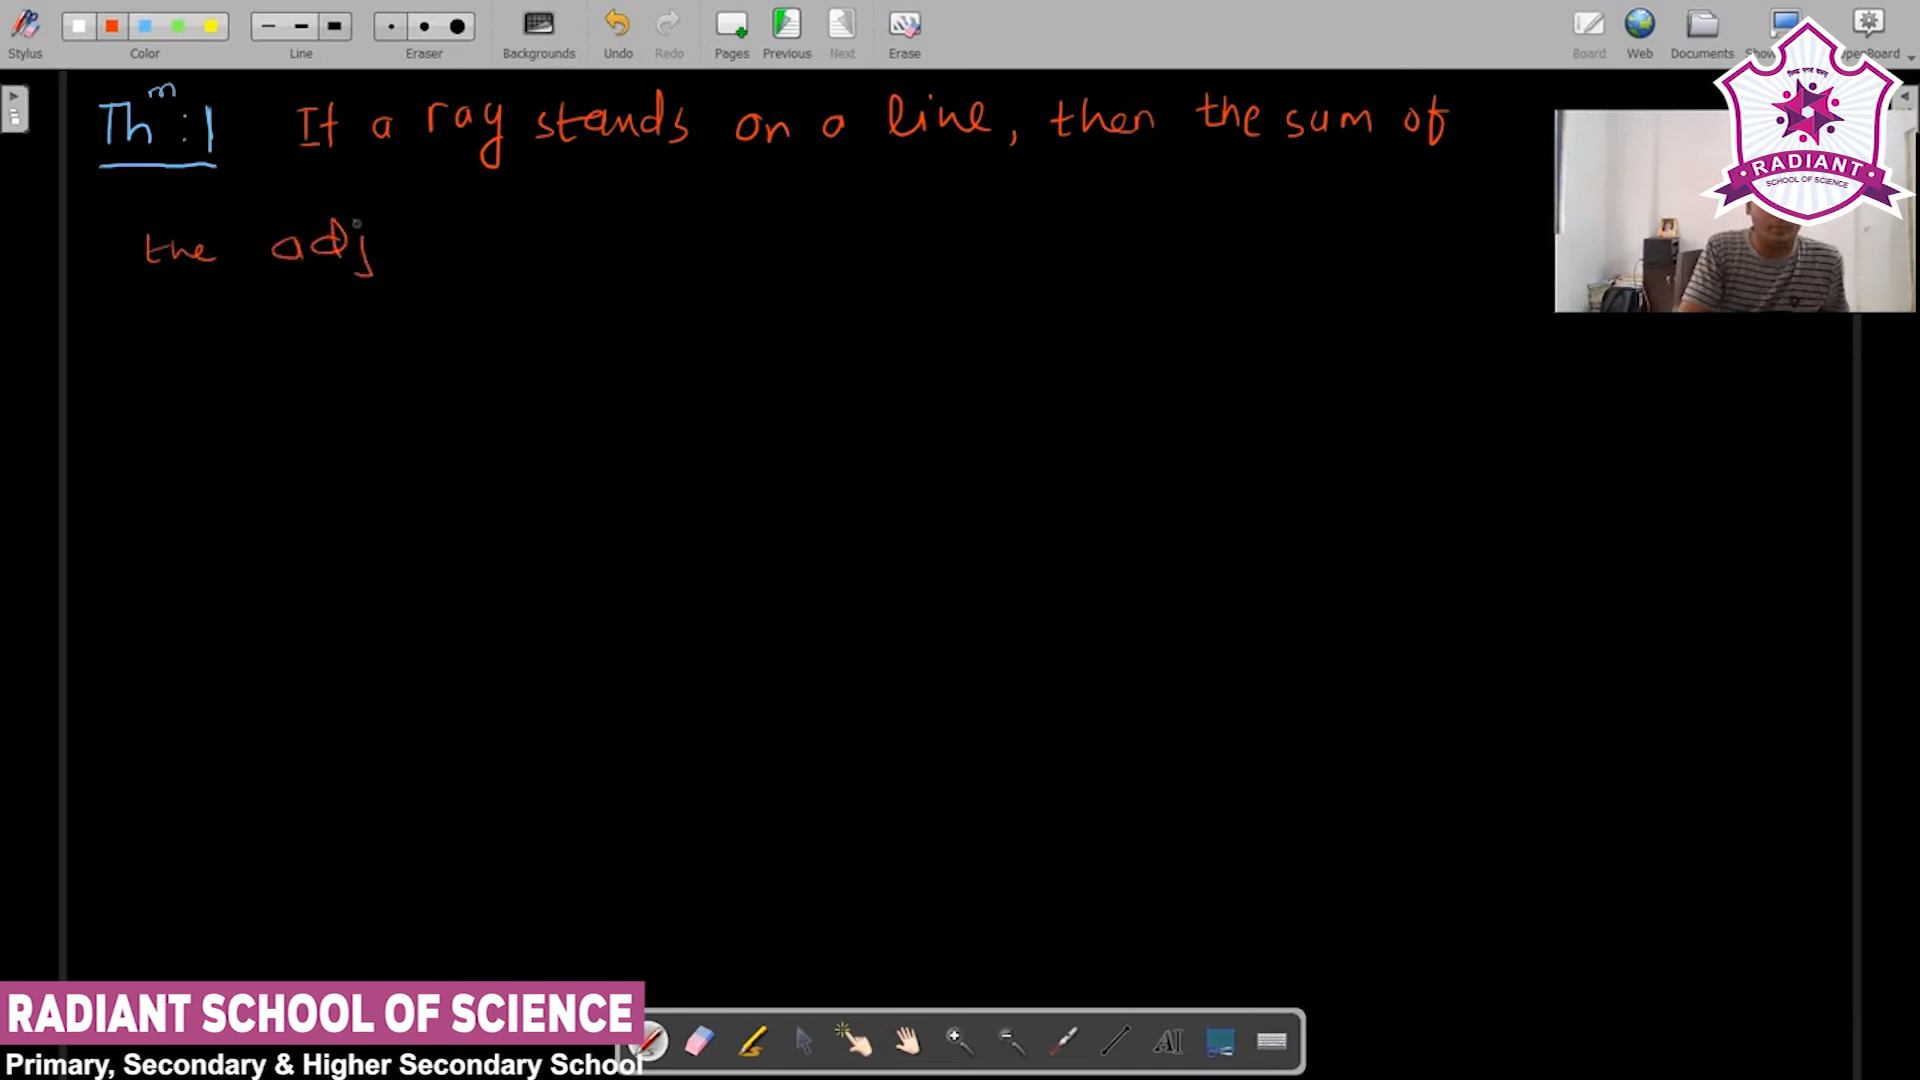 Stylus Color Line Eraser Backgrounds Undo Redo Pages Previous Next Erase Board Web Documents
Thm : 1 If a ray stands on a line, then the sum of
the adj
RADIANT
SCHOOL OF SCIENCE
RADIANT SCHOOL OF SCIENCE
Primary, Secondary & Higher Secondary School